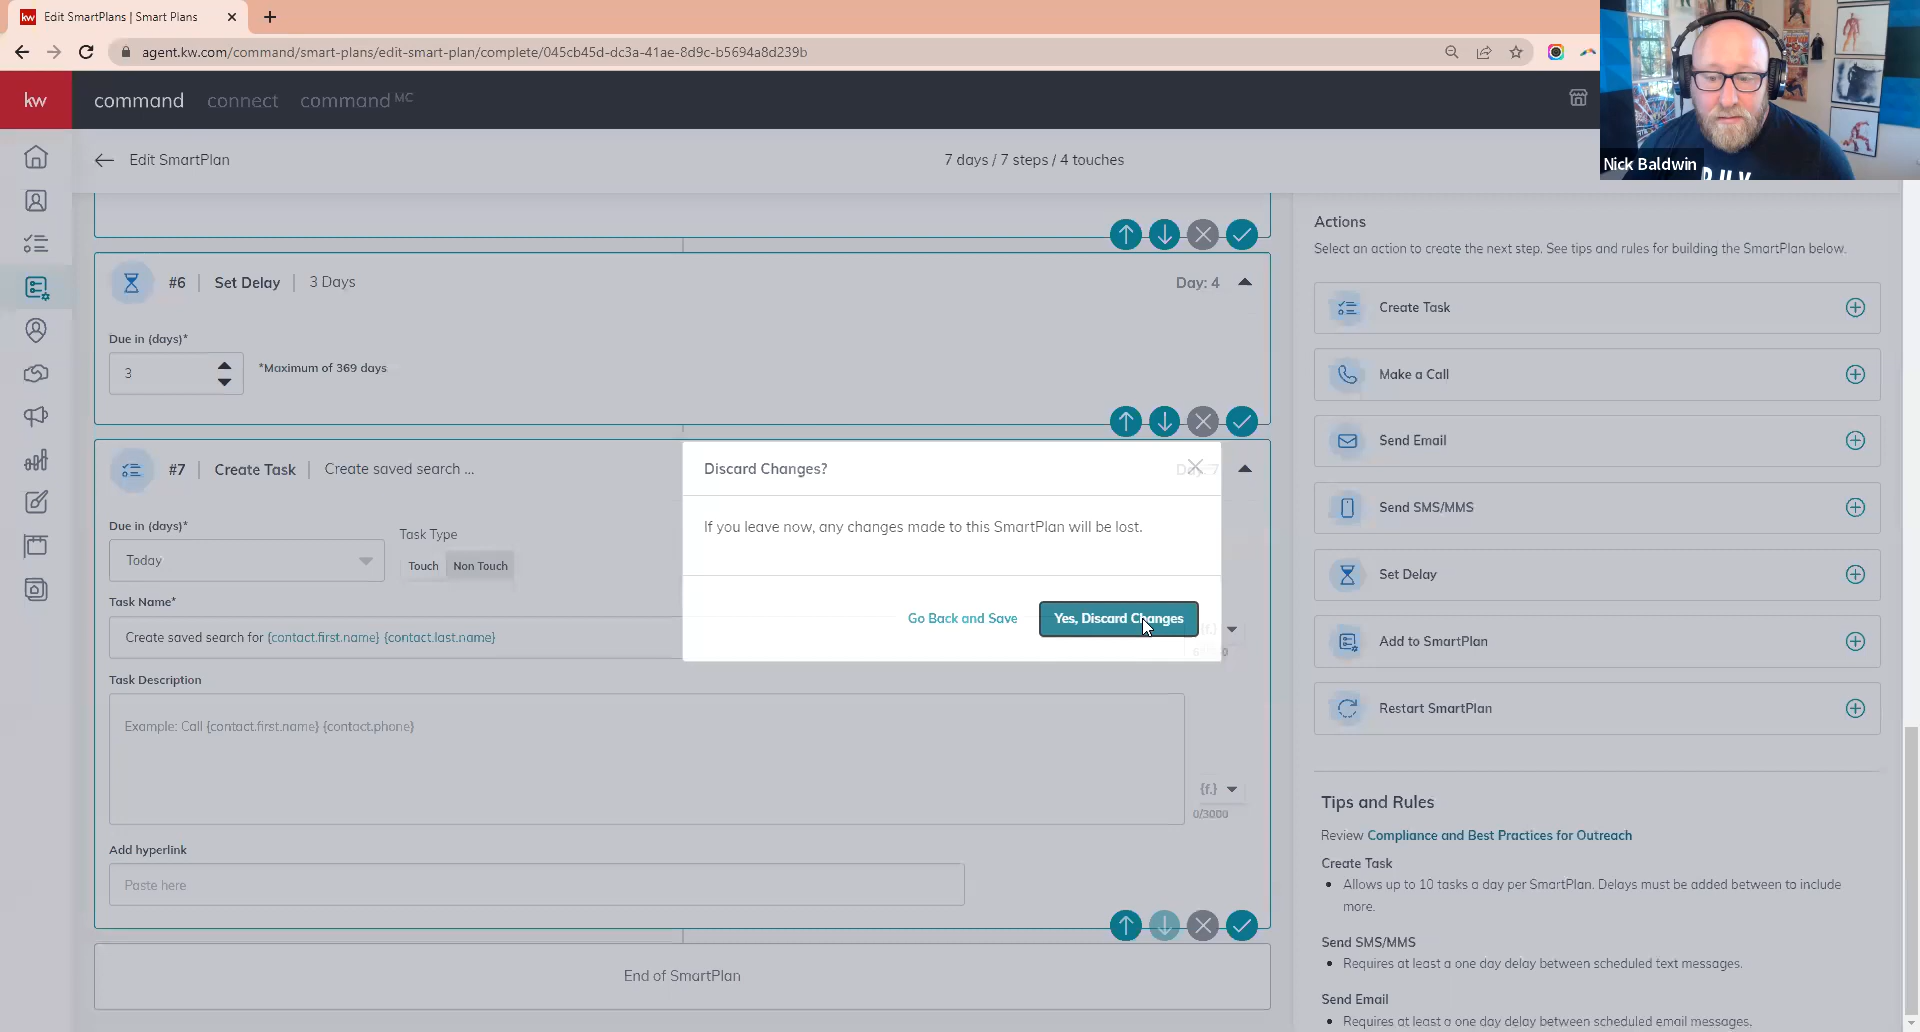 kw Edit SmartPlans | Smart Plans
agent.kw.com/command/smart-plans/edit-smart-plan/complete/045cb45d-dc3a-41ae-8d9c-b5694a8d239b
kw command connect command MC
Nick Baldwin
Edit SmartPlan
7 days / 7 steps / 4 touches
#6 Set Delay 3 Days Day: 4
Due in (days)*
3
*Maximum of 369 days
#7 Create Task Create saved search ...
Due in (days)*
Task Type
Today
Touch Non Touch
Task Name*
Create saved search for {contact.first.name} {contact.last.name}
Task Description
Example: Call {contact.first.name} {contact.phone}
{f.}
0/3000
Add hyperlink
Paste here
End of SmartPlan
Discard Changes?
Day: 7
If you leave now, any changes made to this SmartPlan will be lost.
Go Back and Save
Yes, Discard Changes
Actions
Select an action to create the next step. See tips and rules for building the SmartPlan below.
Create Task
Make a Call
Send Email
Send SMS/MMS
Set Delay
Add to SmartPlan
Restart SmartPlan
Tips and Rules
Review Compliance and Best Practices for Outreach
Create Task
• Allows up to 10 tasks a day per SmartPlan. Delays must be added between to include
more.
Send SMS/MMS
• Requires at least a one day delay between scheduled text messages.
Send Email
• Requires at least a one day delay between scheduled email messages.